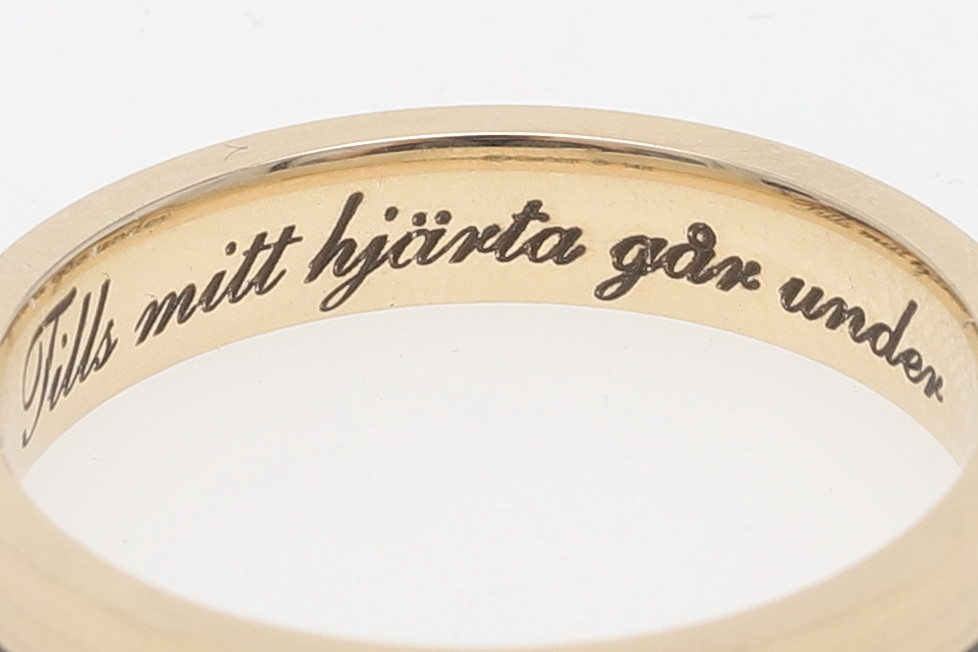 Tills mitt hjärta går under